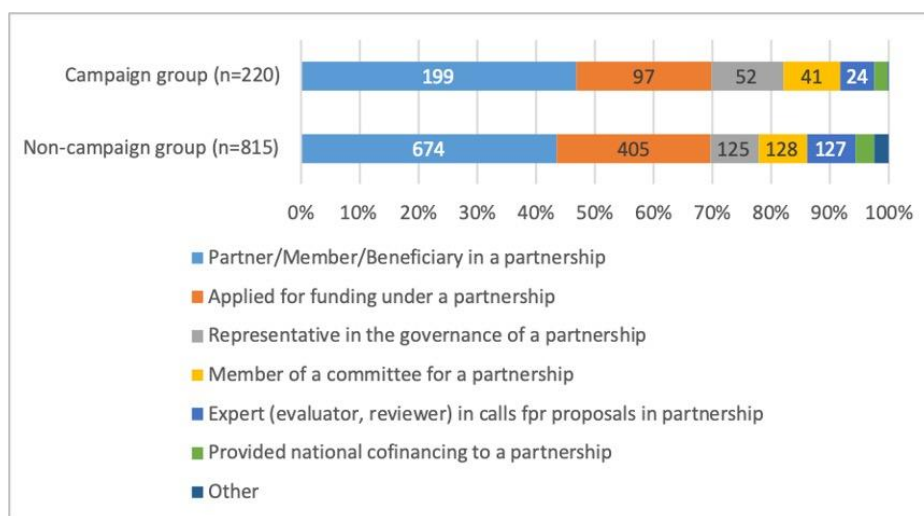 Campaign group (n=220) 199 97 52 41 24
Non-campaign group (n=815) 674 405 125 128 127
0% 10% 20% 30% 40% 50% 60% 70% 80% 90% 100%
Partner/Member/Beneficiary in a partnership
Applied for funding under a partnership
Representative in the governance of a partnership
Member of a committee for a partnership
Expert (evaluator, reviewer) in calls fpr proposals in partnership
Provided national cofinancing to a partnership
Other